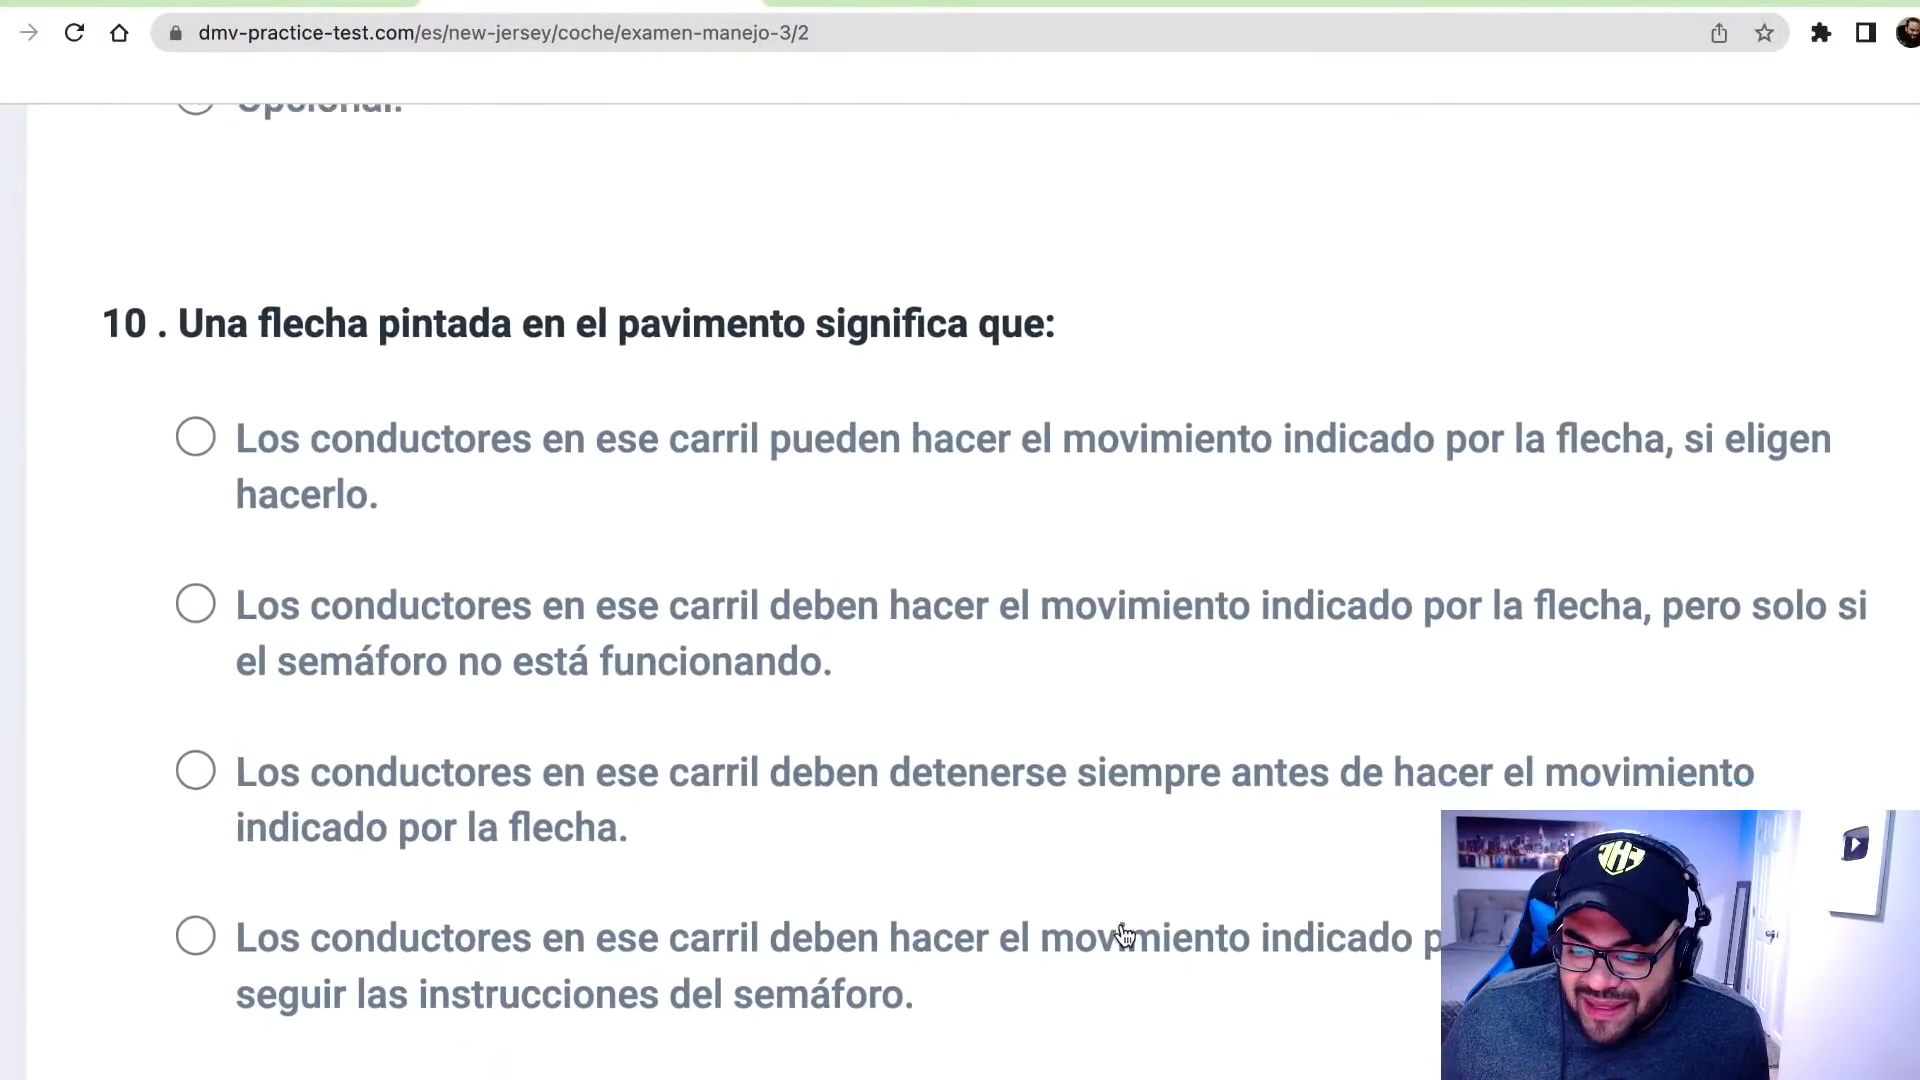 dmv-practice-test.com/es/new-jersey/coche/examen-manejo-3/2
Opcional.
10 . Una flecha pintada en el pavimento significa que:
Los conductores en ese carril pueden hacer el movimiento indicado por la flecha, si eligen
hacerlo.
Los conductores en ese carril deben hacer el movimiento indicado por la flecha, pero solo si
el semáforo no está funcionando.
Los conductores en ese carril deben detenerse siempre antes de hacer el movimiento
indicado por la flecha.
Los conductores en ese carril deben hacer el movimiento indicado
seguir las instrucciones del semáforo.